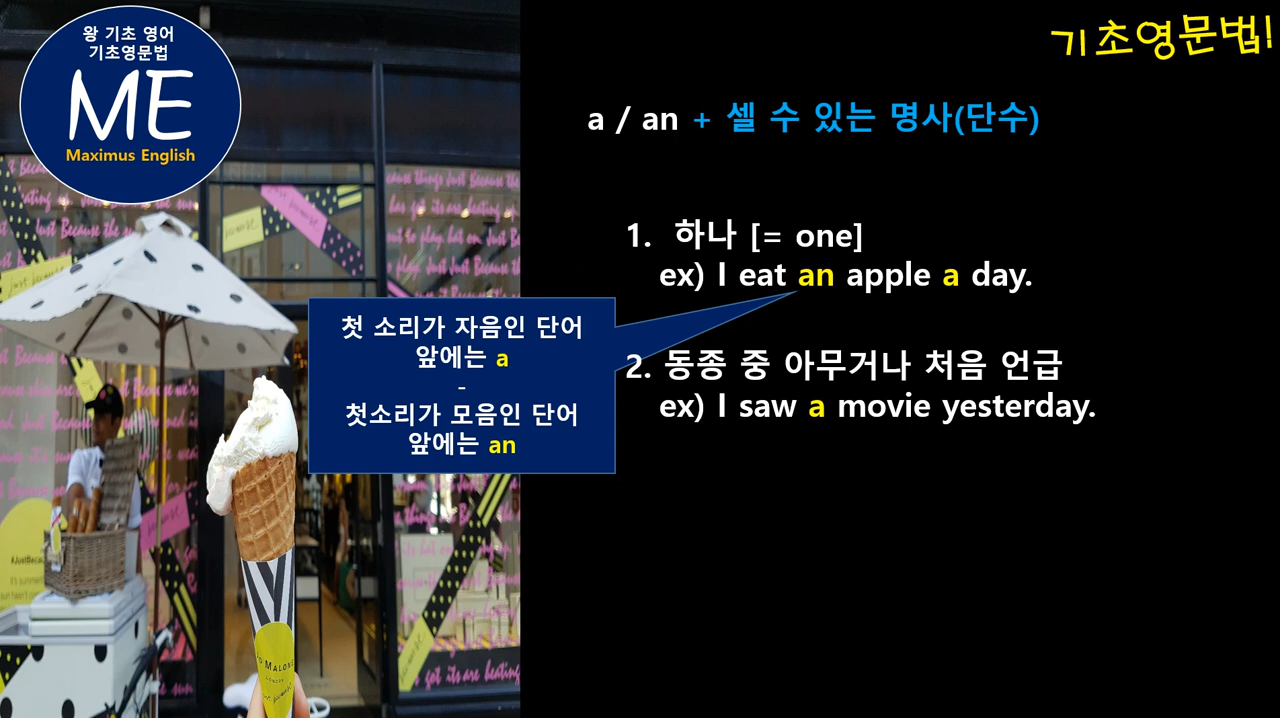 왕 기초 영어
기초영문법
ME
Maximus English
기초영문법!
a / an + 셀 수 있는 명사(단수)
1. 하나 [= one]
ex) I eat an apple a day.
첫 소리가 자음인 단어
앞에는 a
-
첫소리가 모음인 단어
앞에는 an
2. 동종 중 아무거나 처음 언급
ex) I saw a movie yesterday.
#JustBecau
JO MALONE
LONDON